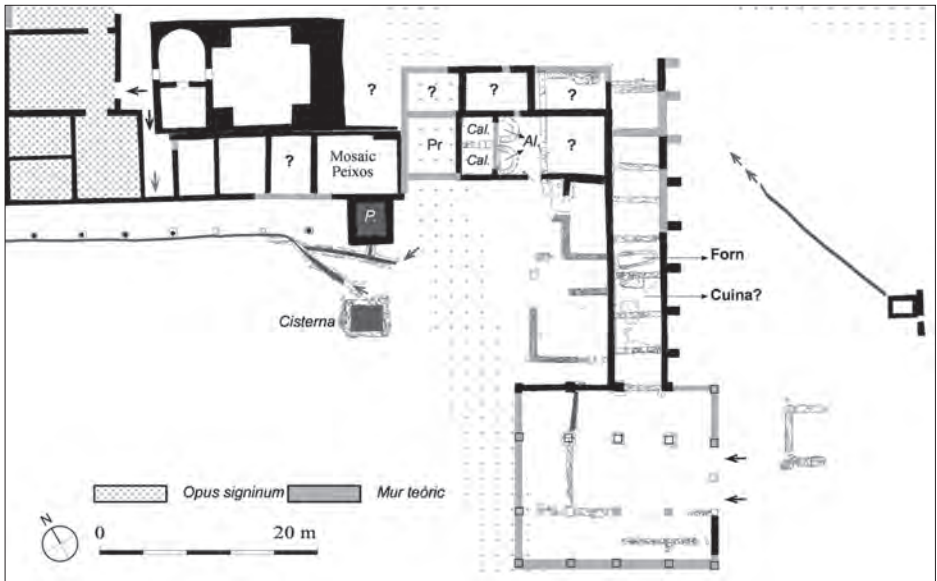 ?
?
?
?
Pr
Cal.
Cal.
Al.
?
?
Mosaic
Peixos
P.
Forn
Cuina?
Cisterna
Opus signinum
Mur teòric
N
0
20 m